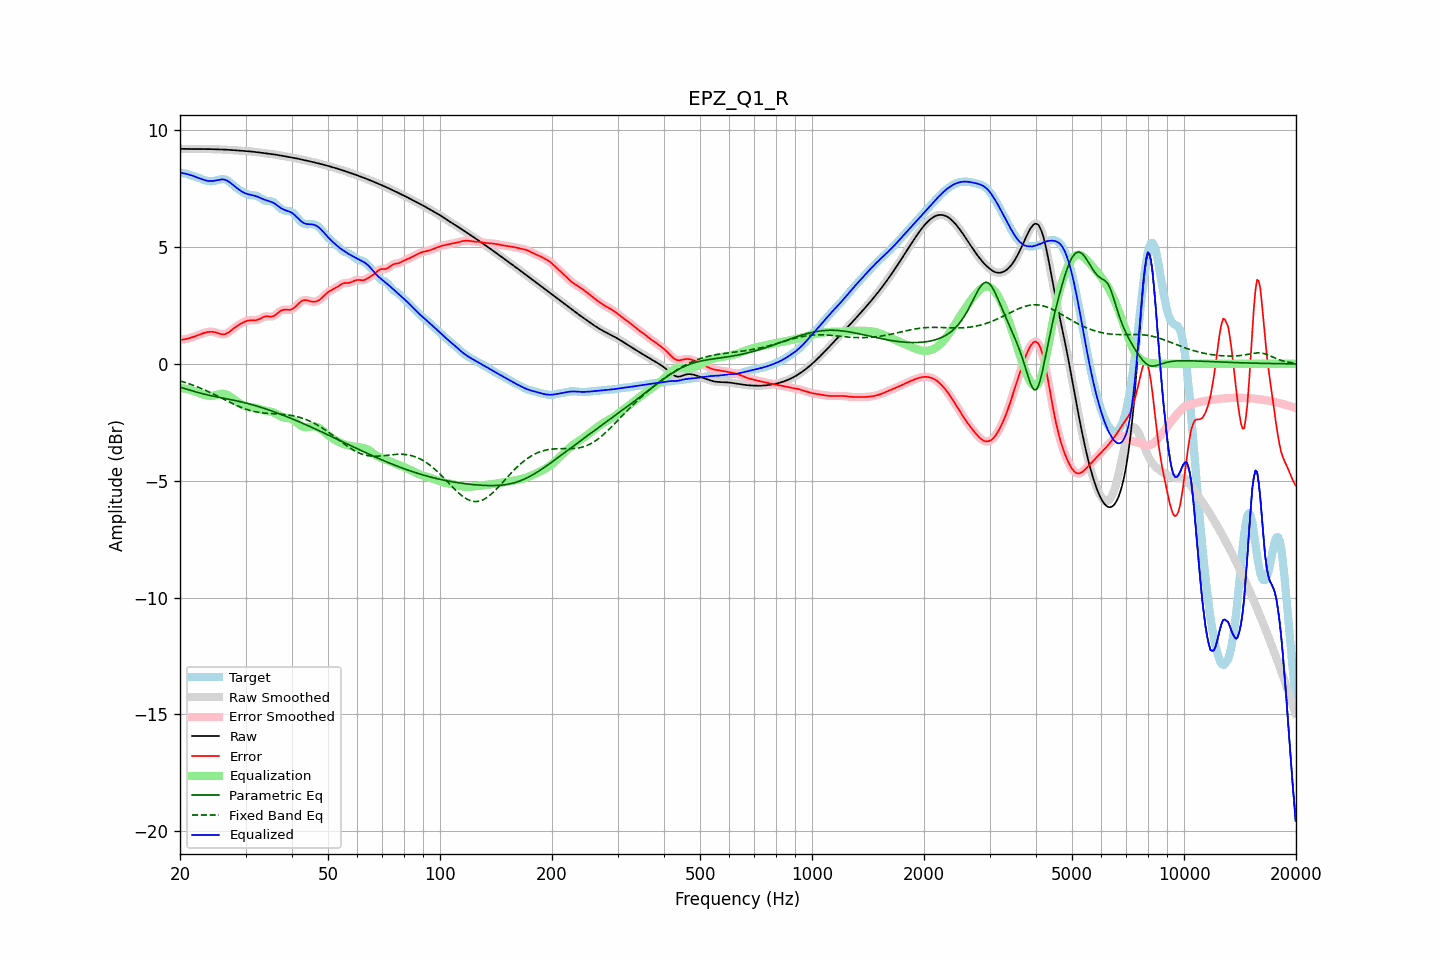 EPZ_Q1_R
10
5
0
−5
−10
−15
−20
Amplitude (dBr)
Target
Raw Smoothed
Error Smoothed
Raw
Error
Equalization
Parametric Eq
Fixed Band Eq
Equalized
20 50 100 200 500 1000 2000 5000 10000 20000
Frequency (Hz)